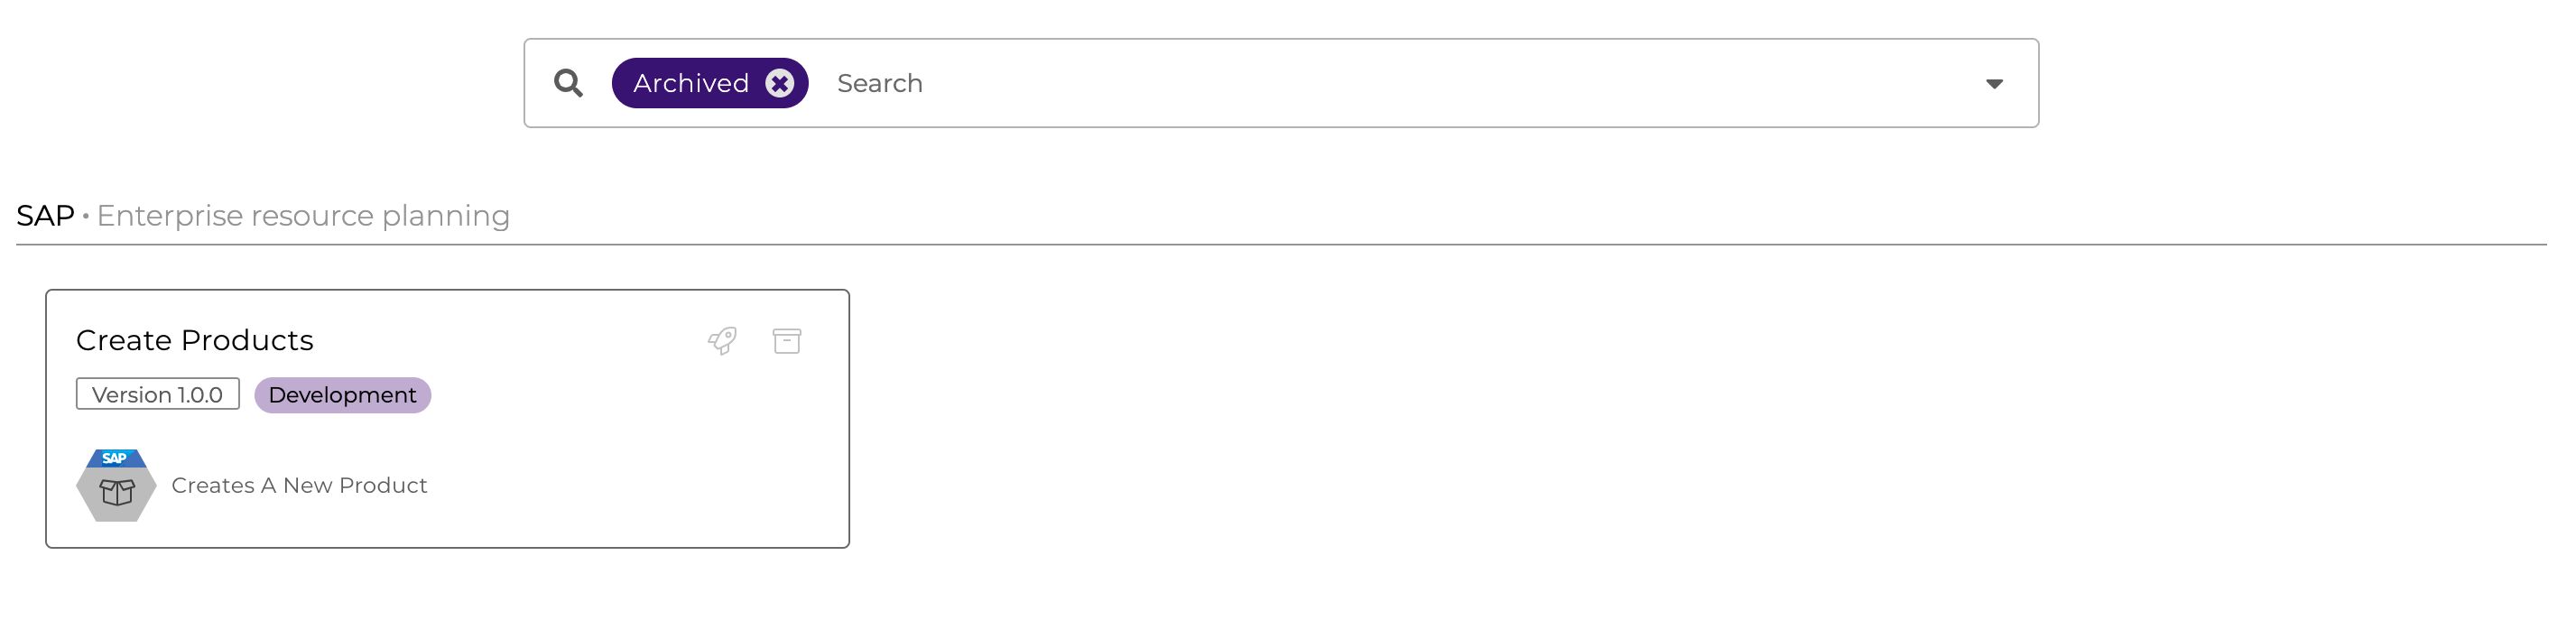 Archived Search
SAP • Enterprise resource planning
Create Products
Version 1.0.0 Development
SAP
Creates A New Product